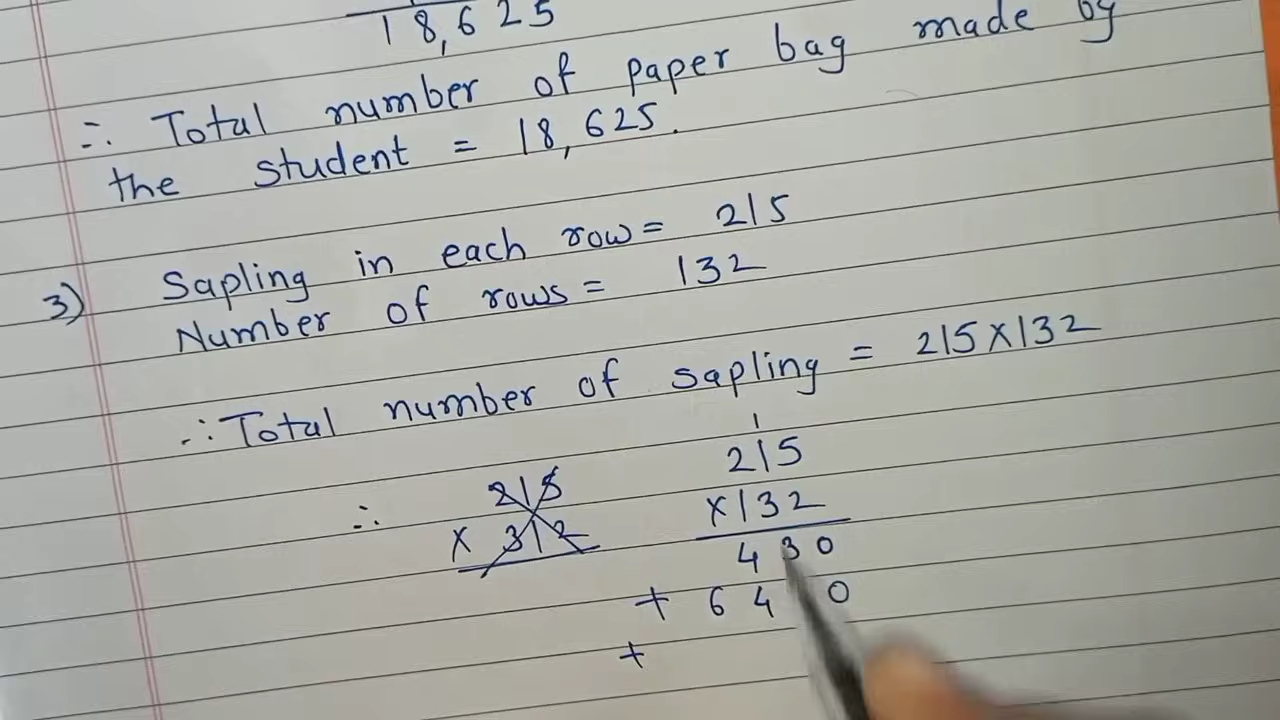 18,625
∴ Total number of paper bag made by
the student = 18,625.
3) Sapling in each row = 215
Number of rows = 132
∴ Total number of sapling = 215×132
1
∴ 215 215
× 312 ×132
430
+ 64 0
+